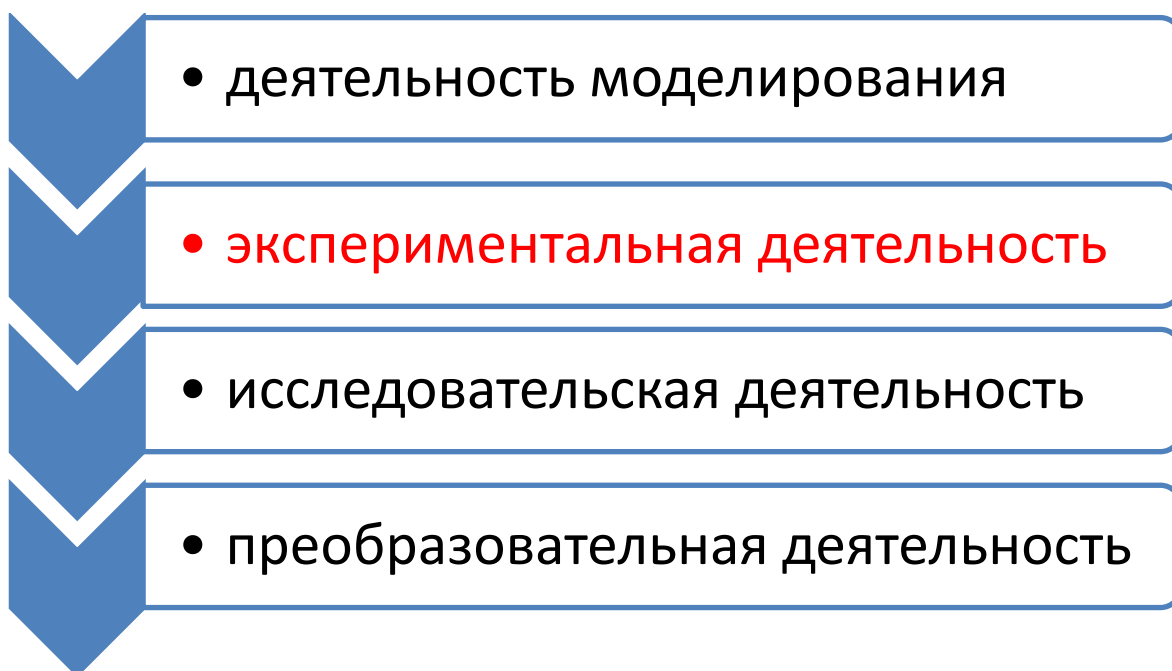 • деятельность моделирования
• экспериментальная деятельность
• исследовательская деятельность
• преобразовательная деятельность